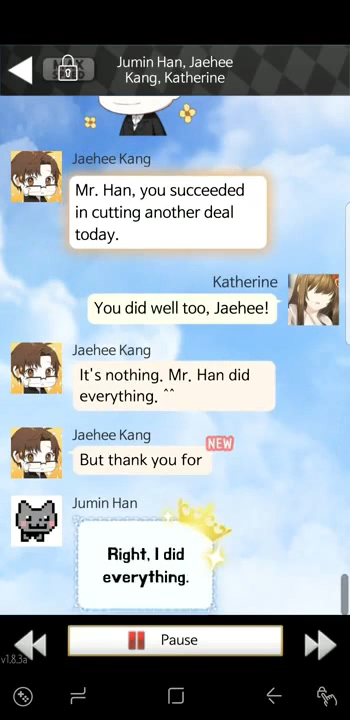 Jumin Han, Jaehee
Kang, Katherine
Jaehee Kang
Mr. Han, you succeeded
in cutting another deal
today.
Katherine
You did well too, Jaehee!
Jaehee Kang
It's nothing. Mr. Han did
everything. ^^
Jaehee Kang
NEW
But thank you for
Jumin Han
Right, I did
everything.
Pause
v1.8.3a